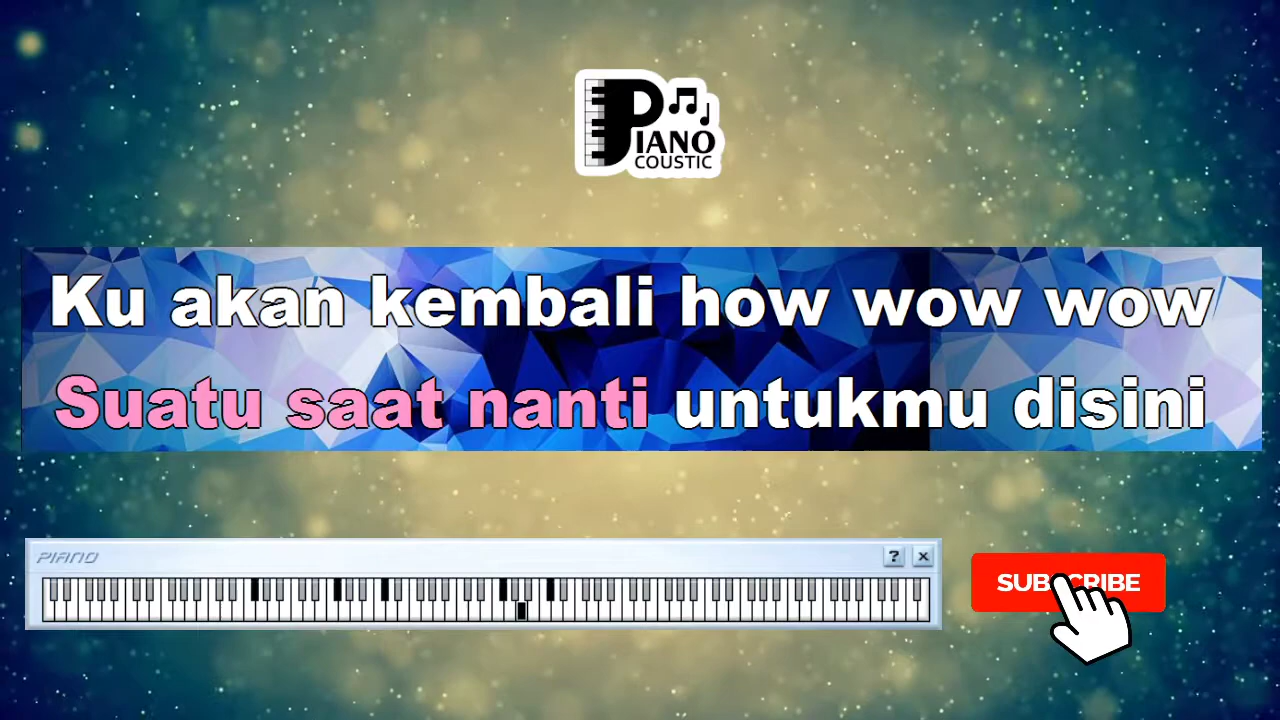 PIANO
COUSTIC
Ku akan kembali how wow wow
Suatu saat nanti untukmu disini
PIANO
? ×
SUBSCRIBE